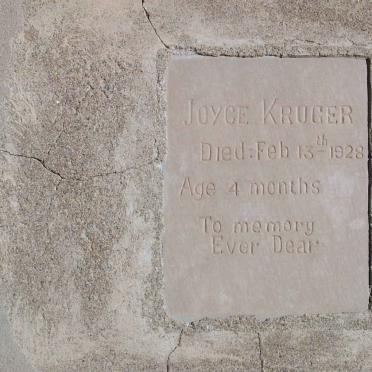 JOYCE KRUGER
Died: Feb 13th 1928
Age 4 months
To memory
Ever Dear